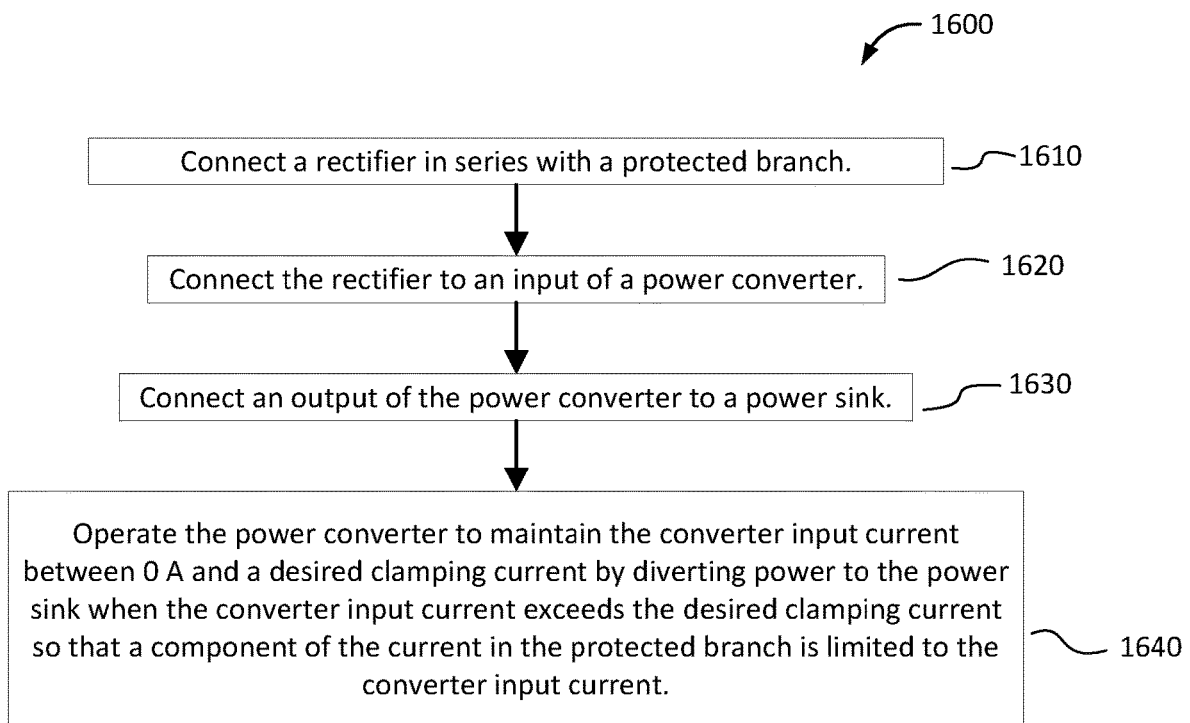 1600
Connect a rectifier in series with a protected branch.
1610
Connect the rectifier to an input of a power converter.
1620
Connect an output of the power converter to a power sink.
1630
Operate the power converter to maintain the converter input current
between 0 A and a desired clamping current by diverting power to the power
sink when the converter input current exceeds the desired clamping current
so that a component of the current in the protected branch is limited to the
converter input current.
1640